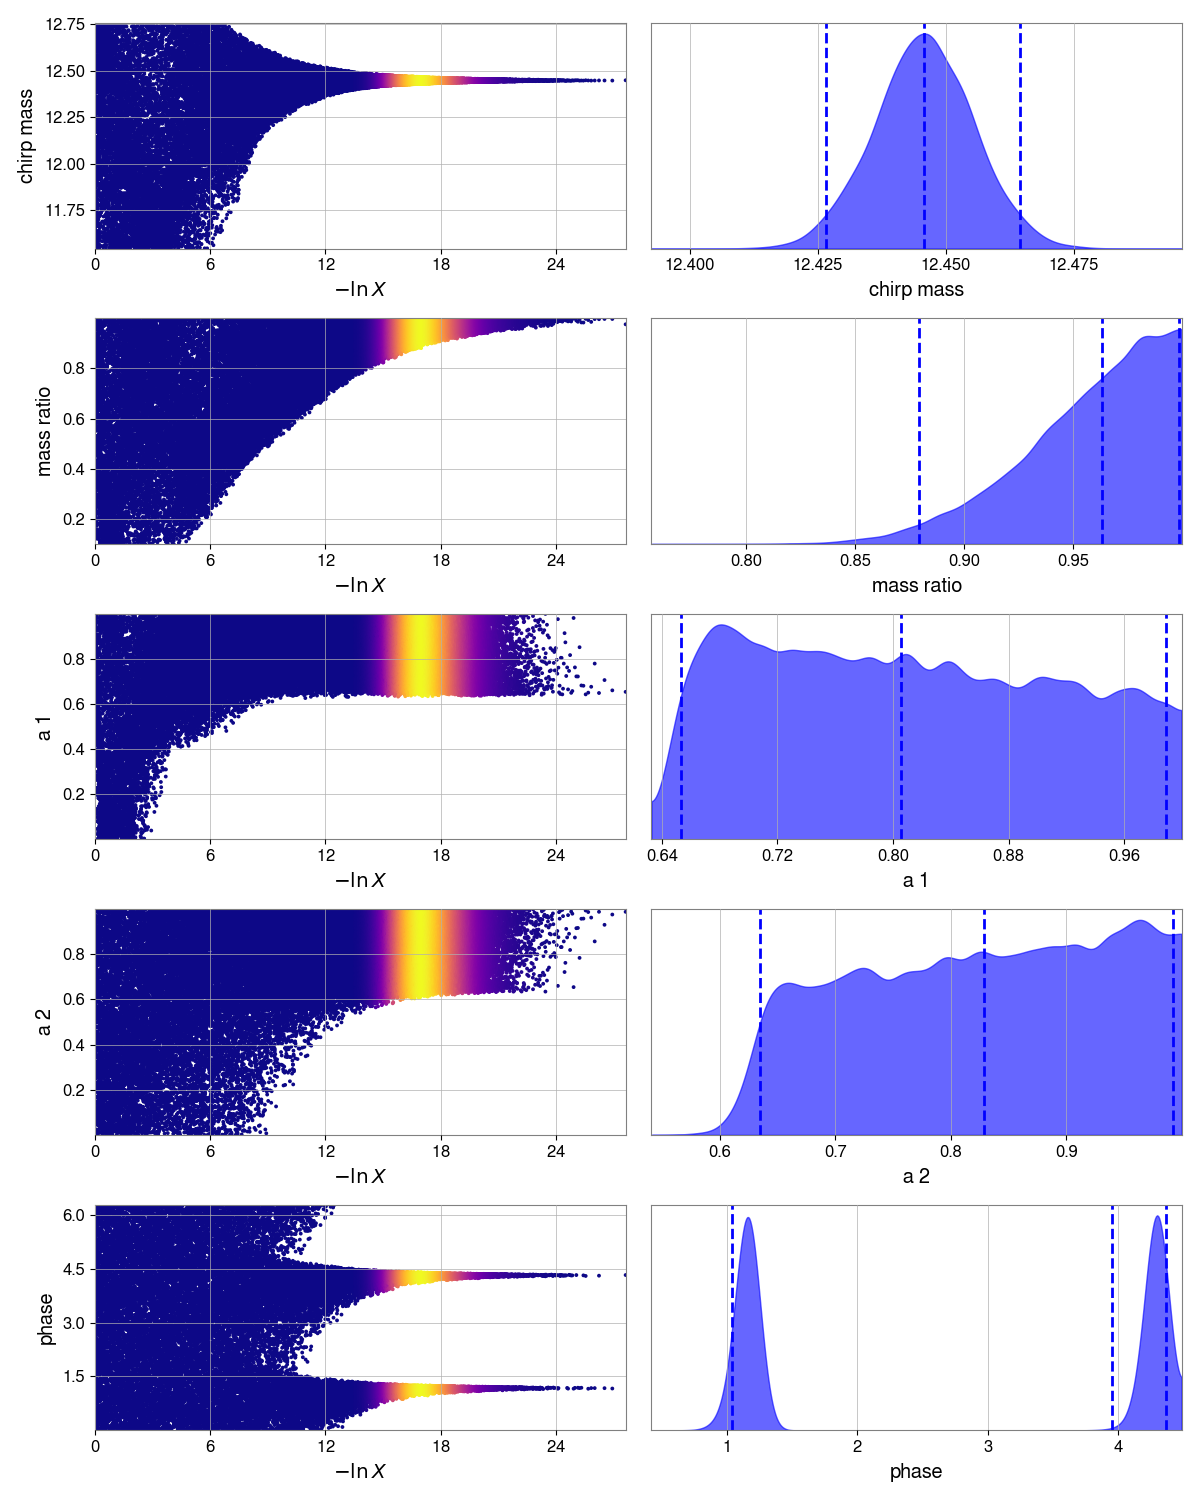 12.75
12.50
12.25
12.00
11.75
chirp mass
0 6 12 18 24
−ln X
12.400 12.425 12.450 12.475
chirp mass
0.8
0.6
0.4
0.2
mass ratio
0 6 12 18 24
−ln X
0.80 0.85 0.90 0.95
mass ratio
0.8
0.6
0.4
0.2
a 1
0 6 12 18 24
−ln X
0.64 0.72 0.80 0.88 0.96
a 1
0.8
0.6
0.4
0.2
a 2
0 6 12 18 24
−ln X
0.6 0.7 0.8 0.9
a 2
6.0
4.5
3.0
1.5
phase
0 6 12 18 24
−ln X
1 2 3 4
phase